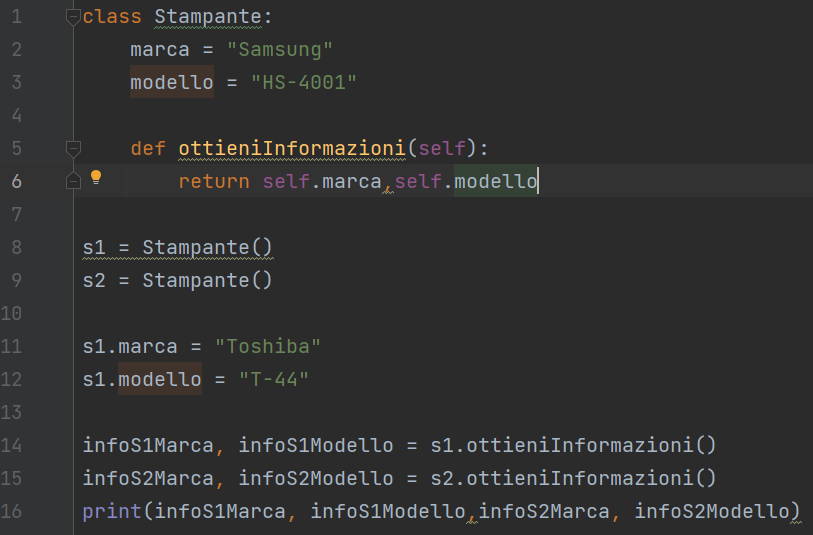 1 class Stampante:
2     marca = "Samsung"
3     modello = "HS-4001"
4
5     def ottieniInformazioni(self):
6         return self.marca,self.modello
7
8 s1 = Stampante()
9 s2 = Stampante()
10
11 s1.marca = "Toshiba"
12 s1.modello = "T-44"
13
14 infoS1Marca, infoS1Modello = s1.ottieniInformazioni()
15 infoS2Marca, infoS2Modello = s2.ottieniInformazioni()
16 print(infoS1Marca, infoS1Modello,infoS2Marca, infoS2Modello)